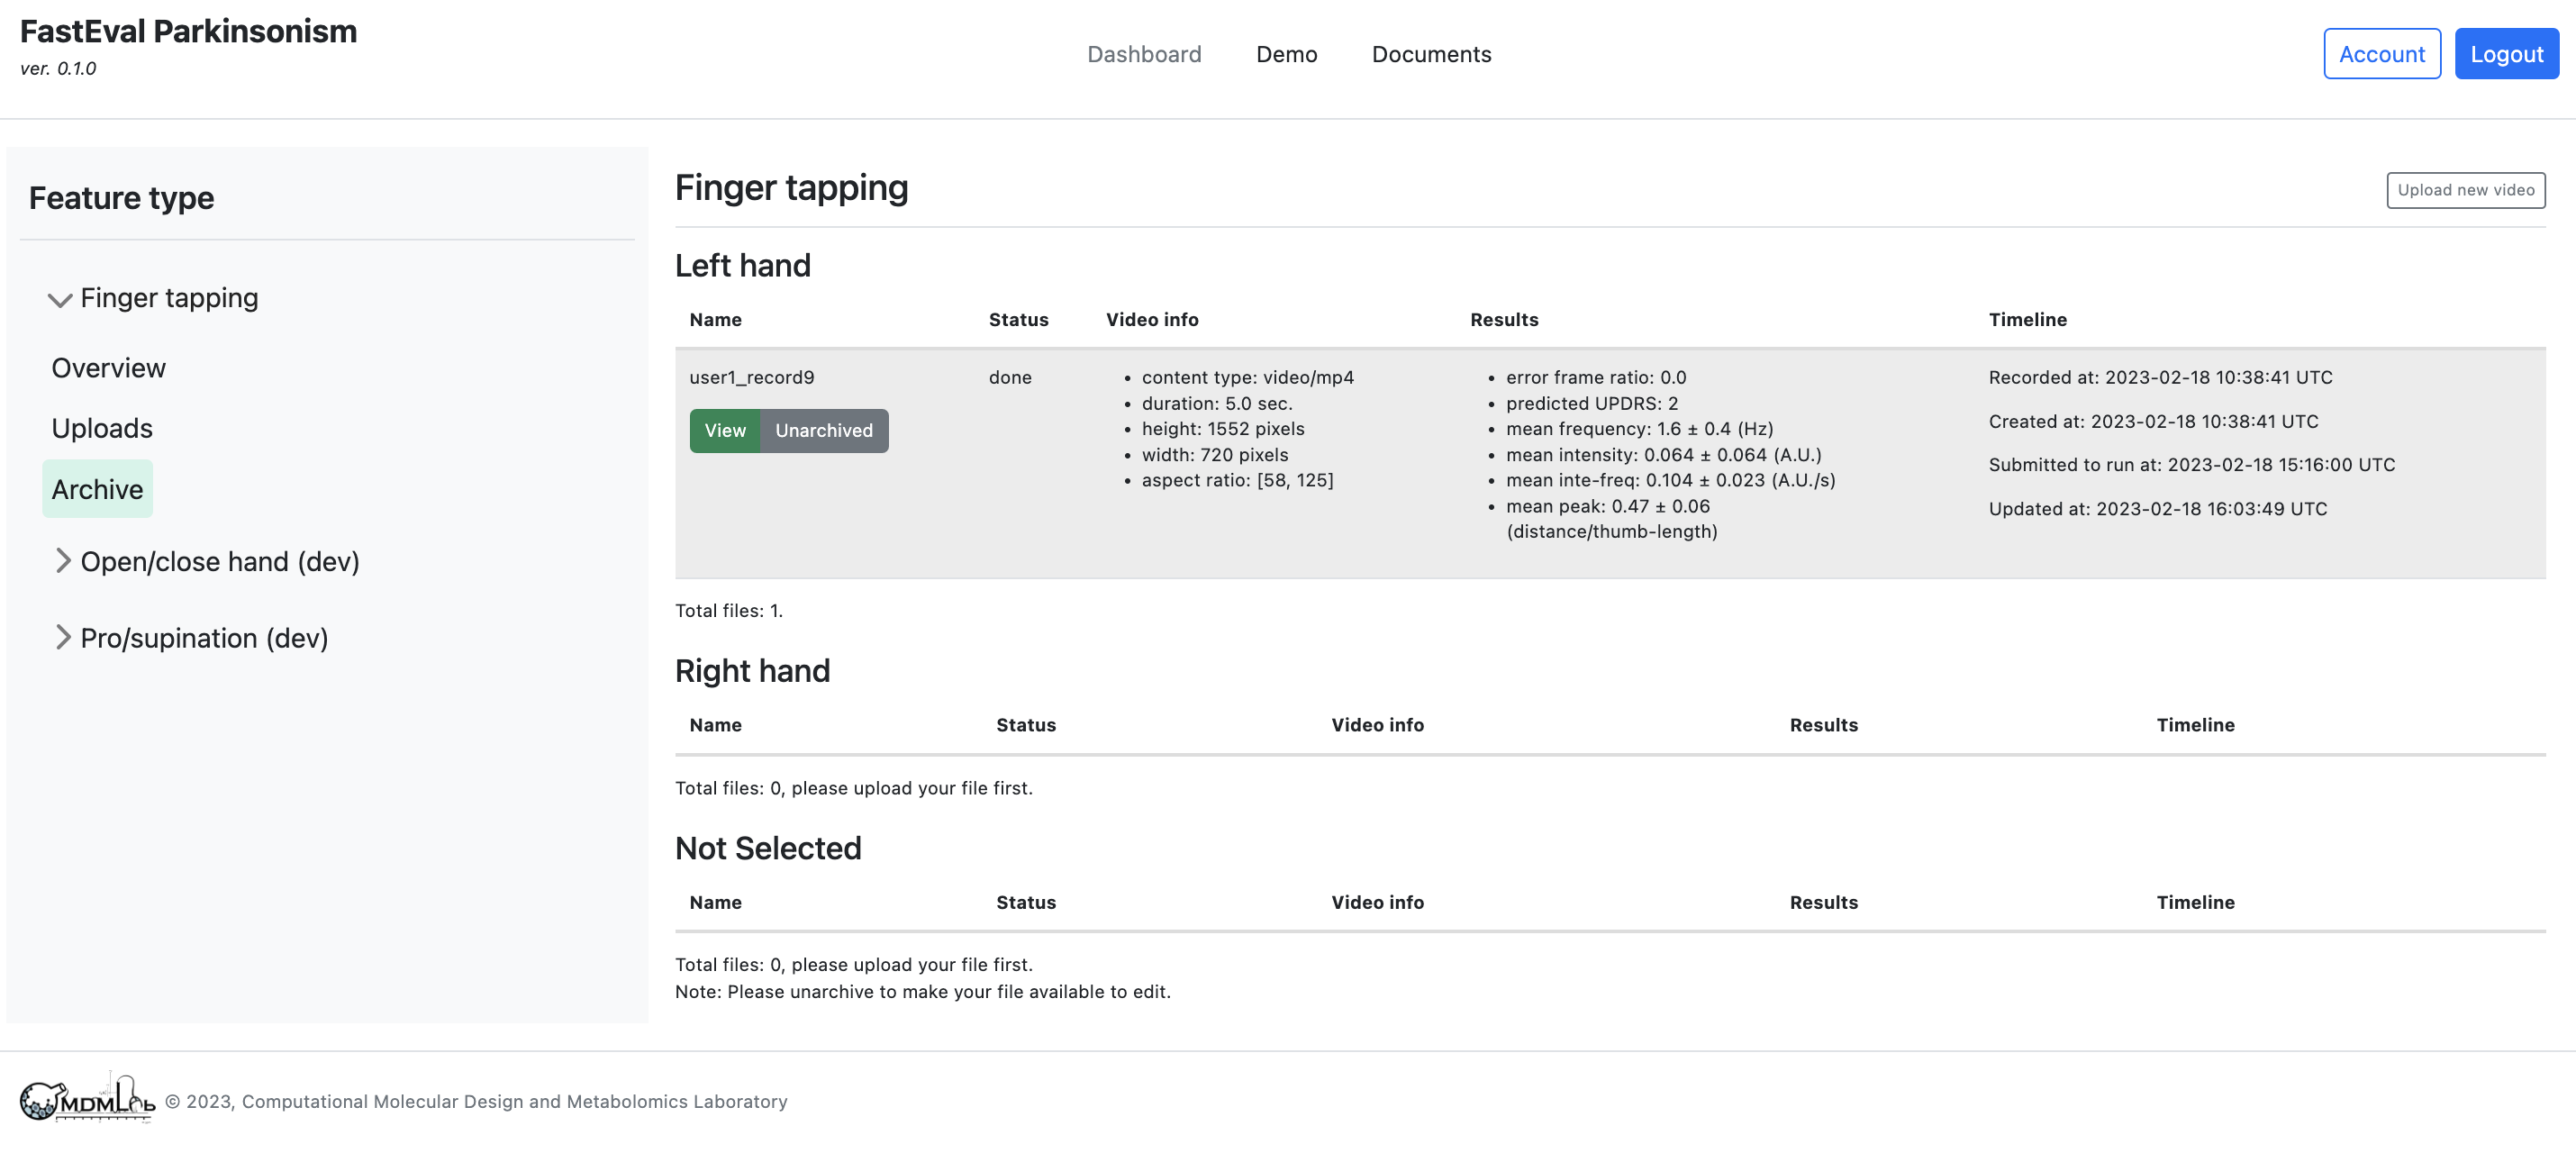 FastEval Parkinsonism
ver. 0.1.0
Dashboard Demo Documents
Account Logout
Feature type
Finger tapping
Overview
Uploads
Archive
Open/close hand (dev)
Pro/supination (dev)
Finger tapping
Upload new video
Left hand
Name Status Video info Results Timeline
user1_record9
View Unarchived
done
• content type: video/mp4
• duration: 5.0 sec.
• height: 1552 pixels
• width: 720 pixels
• aspect ratio: [58, 125]
• error frame ratio: 0.0
• predicted UPDRS: 2
• mean frequency: 1.6 ± 0.4 (Hz)
• mean intensity: 0.064 ± 0.064 (A.U.)
• mean inte-freq: 0.104 ± 0.023 (A.U./s)
• mean peak: 0.47 ± 0.06
(distance/thumb-length)
Recorded at: 2023-02-18 10:38:41 UTC
Created at: 2023-02-18 10:38:41 UTC
Submitted to run at: 2023-02-18 15:16:00 UTC
Updated at: 2023-02-18 16:03:49 UTC
Total files: 1.
Right hand
Name Status Video info Results Timeline
Total files: 0, please upload your file first.
Not Selected
Name Status Video info Results Timeline
Total files: 0, please upload your file first.
Note: Please unarchive to make your file available to edit.
CMDMLab
© 2023, Computational Molecular Design and Metabolomics Laboratory